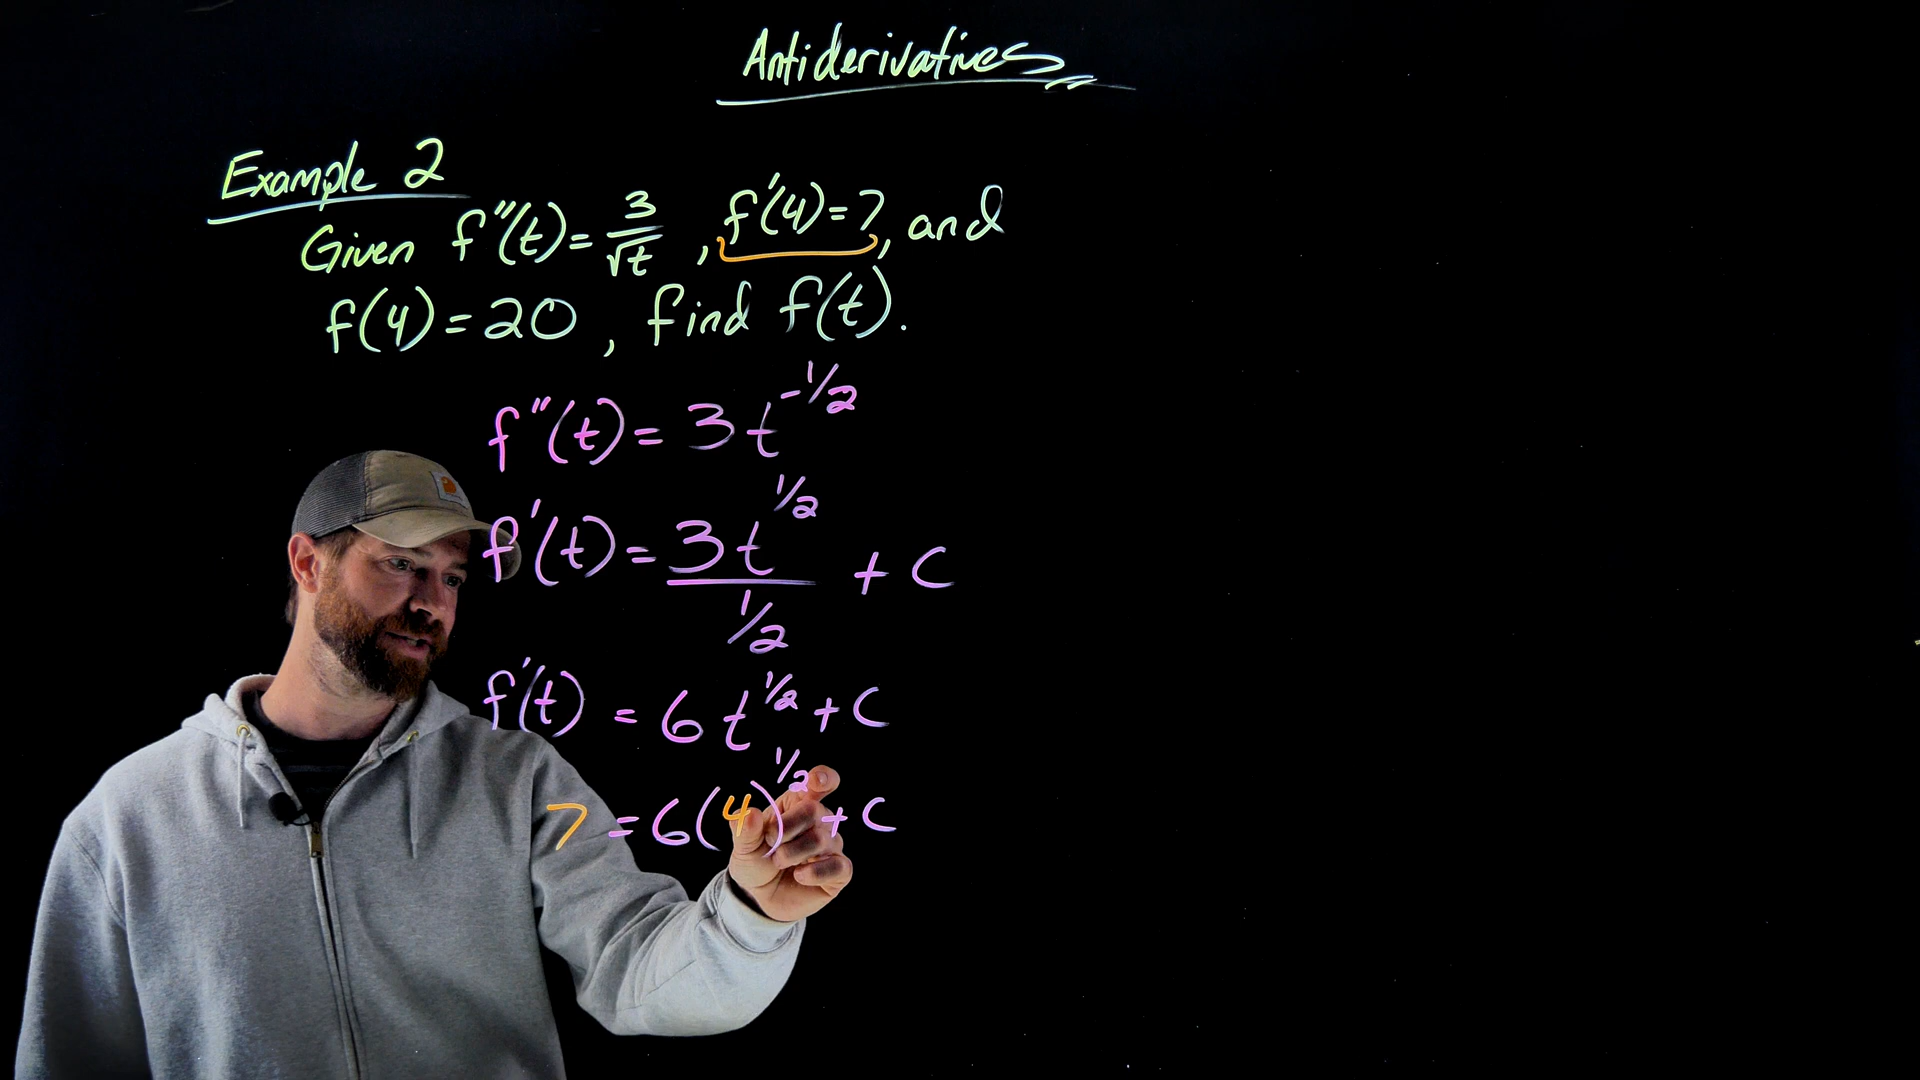 Antiderivatives
Example 2
Given f''(t) = 3/√t , f'(4)=7, and
f(4) = 20 , find f(t).
f''(t) = 3t^(-1/2)
f'(t) = 3t^(1/2) / (1/2) + C
f'(t) = 6t^(1/2) + C
7 = 6(4)^(1/2) + C